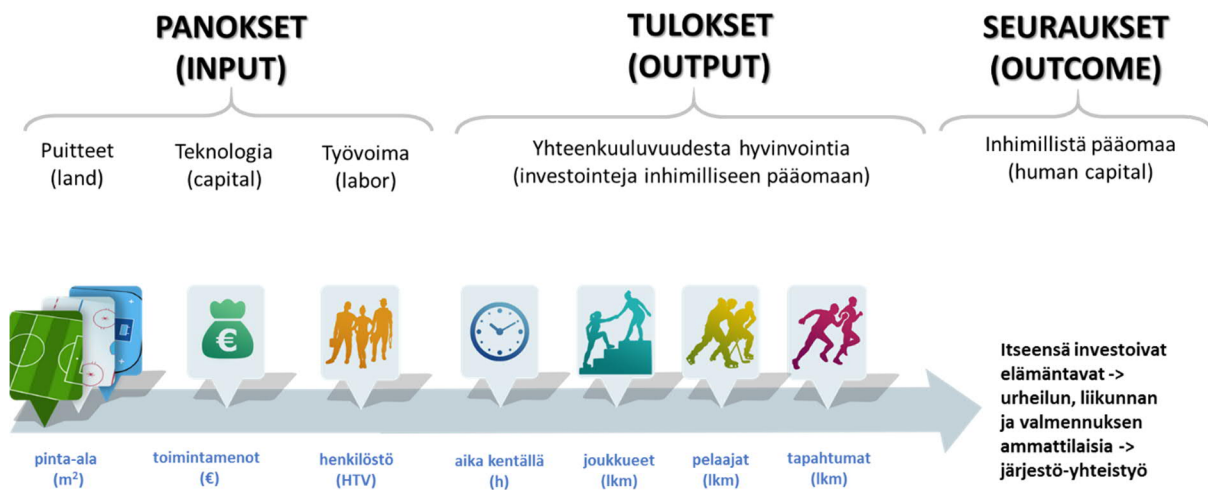 PANOKSET
(INPUT)
TULOKSET
(OUTPUT)
SEURAUKSET
(OUTCOME)
Puitteet
(land)
Teknologia
(capital)
Työvoima
(labor)
Yhteenkuuluvuudesta hyvinvointia
(investointeja inhimilliseen pääomaan)
Inhimillistä pääomaa
(human capital)
€
pinta-ala
(m²)
toimintamenot
(€)
henkilöstö
(HTV)
aika kentällä
(h)
joukkueet
(lkm)
pelaajat
(lkm)
tapahtumat
(lkm)
Itseensä investoivat
elämäntavat ->
urheilun, liikunnan
ja valmennuksen
ammattilaisia ->
järjestö-yhteistyö